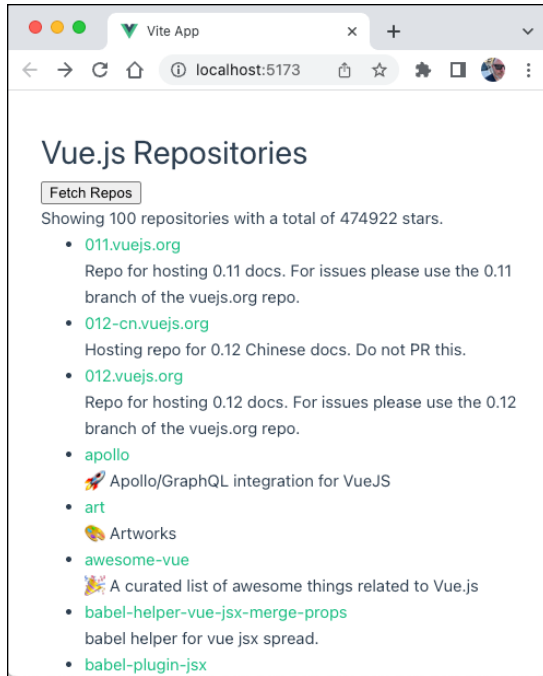 Vite App
localhost:5173
Vue.js Repositories
Fetch Repos
Showing 100 repositories with a total of 474922 stars.
011.vuejs.org
Repo for hosting 0.11 docs. For issues please use the 0.11
branch of the vuejs.org repo.
012-cn.vuejs.org
Hosting repo for 0.12 Chinese docs. Do not PR this.
012.vuejs.org
Repo for hosting 0.12 docs. For issues please use the 0.12
branch of the vuejs.org repo.
apollo
🚀 Apollo/GraphQL integration for VueJS
art
🎨 Artworks
awesome-vue
🎉 A curated list of awesome things related to Vue.js
babel-helper-vue-jsx-merge-props
babel helper for vue jsx spread.
babel-plugin-jsx